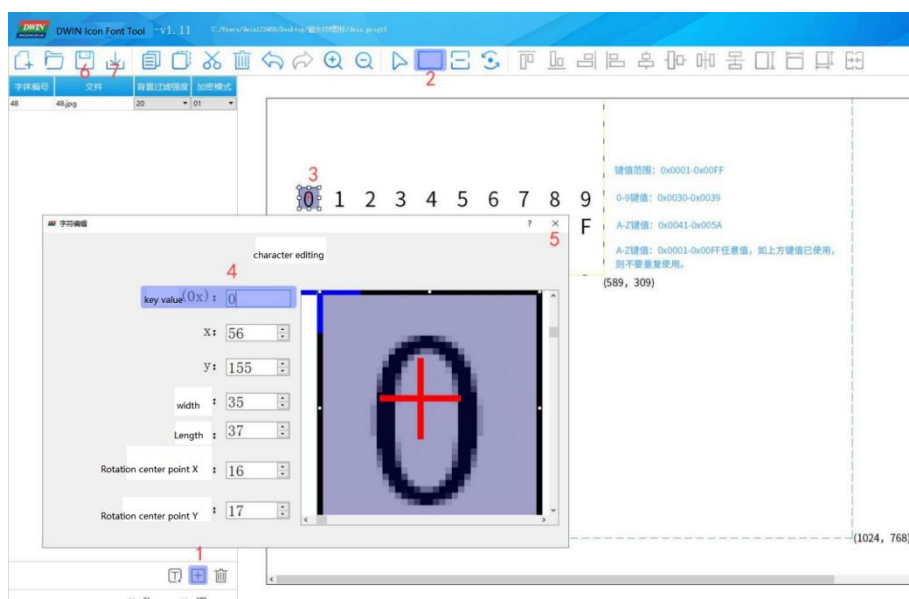 DWIN
DWIN Icon Font Tool -v1.11
6 7 2
字体编号 文件 背景过滤强度 加密模式
48 48.jpg 20 01
3
0 1 2 3 4 5 6 7 8 9
F
键值范围：0x0001-0x00FF
0-9键值：0x0030-0x0039
A-Z键值：0x0041-0x005A
A-Z键值：0x0001-0x00FF任意值，如上方键值已使用，
则不要重复使用。
(589, 309)
字符编辑 ? ×
5
character editing
4
key value(0x)： 0
X： 56
y： 155
width ： 35
Length ： 37
Rotation center point X ： 16
Rotation center point Y ： 17
0
1
(1024, 768)